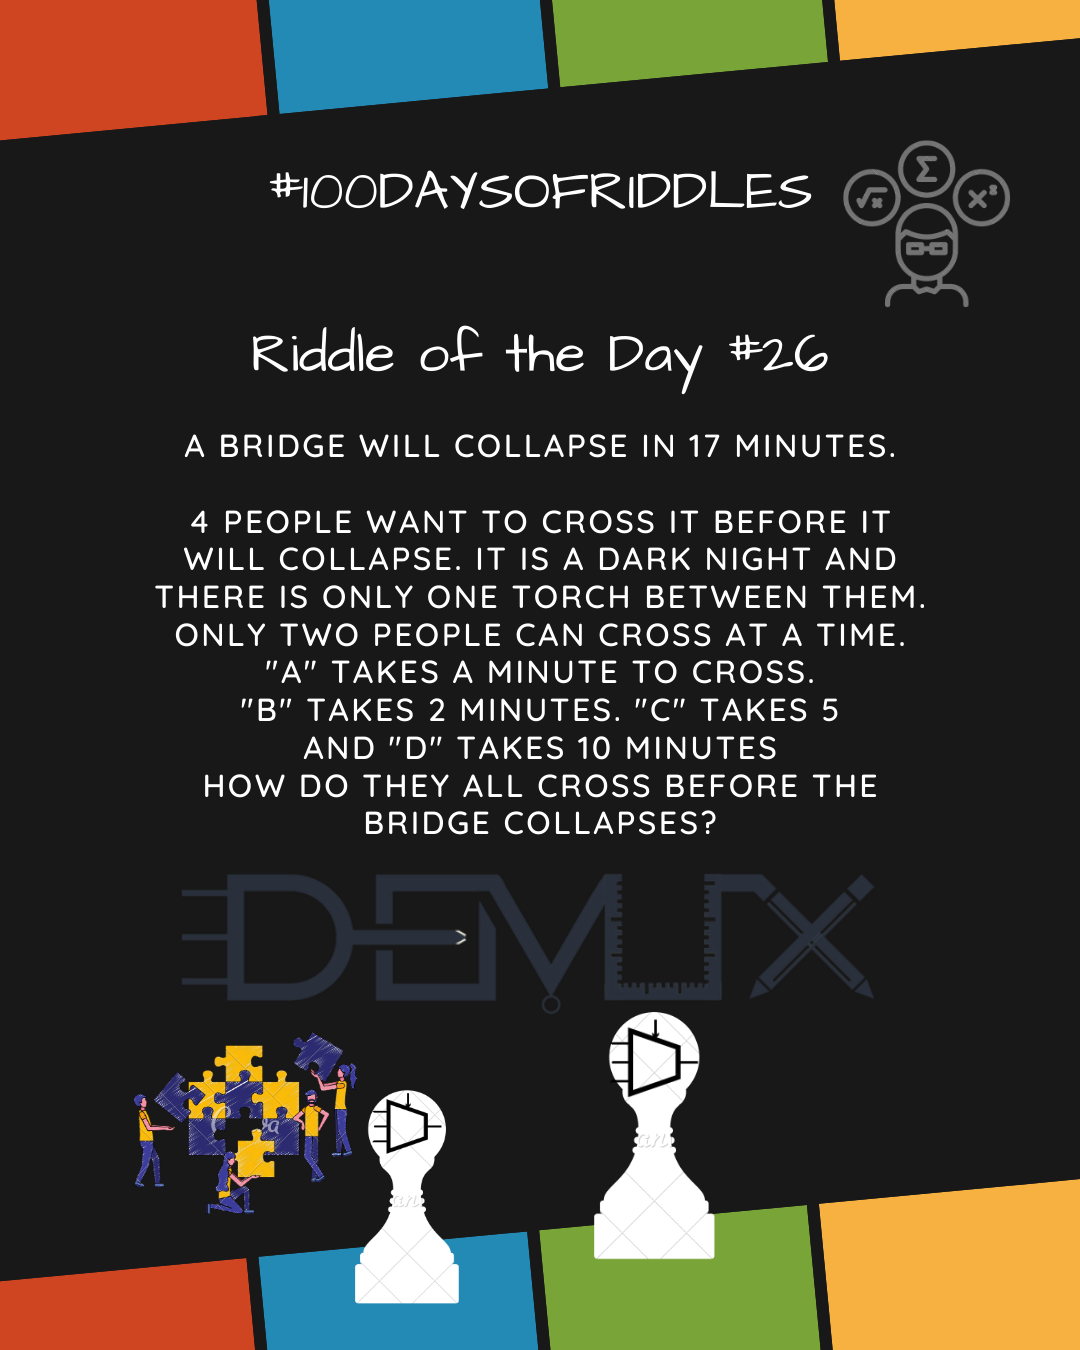 #100DAYSOFRIDDLES
Riddle of the Day #26
A BRIDGE WILL COLLAPSE IN 17 MINUTES.
4 PEOPLE WANT TO CROSS IT BEFORE IT
WILL COLLAPSE. IT IS A DARK NIGHT AND
THERE IS ONLY ONE TORCH BETWEEN THEM.
ONLY TWO PEOPLE CAN CROSS AT A TIME.
"A" TAKES A MINUTE TO CROSS.
"B" TAKES 2 MINUTES. "C" TAKES 5
AND "D" TAKES 10 MINUTES
HOW DO THEY ALL CROSS BEFORE THE
BRIDGE COLLAPSES?
DEMUX